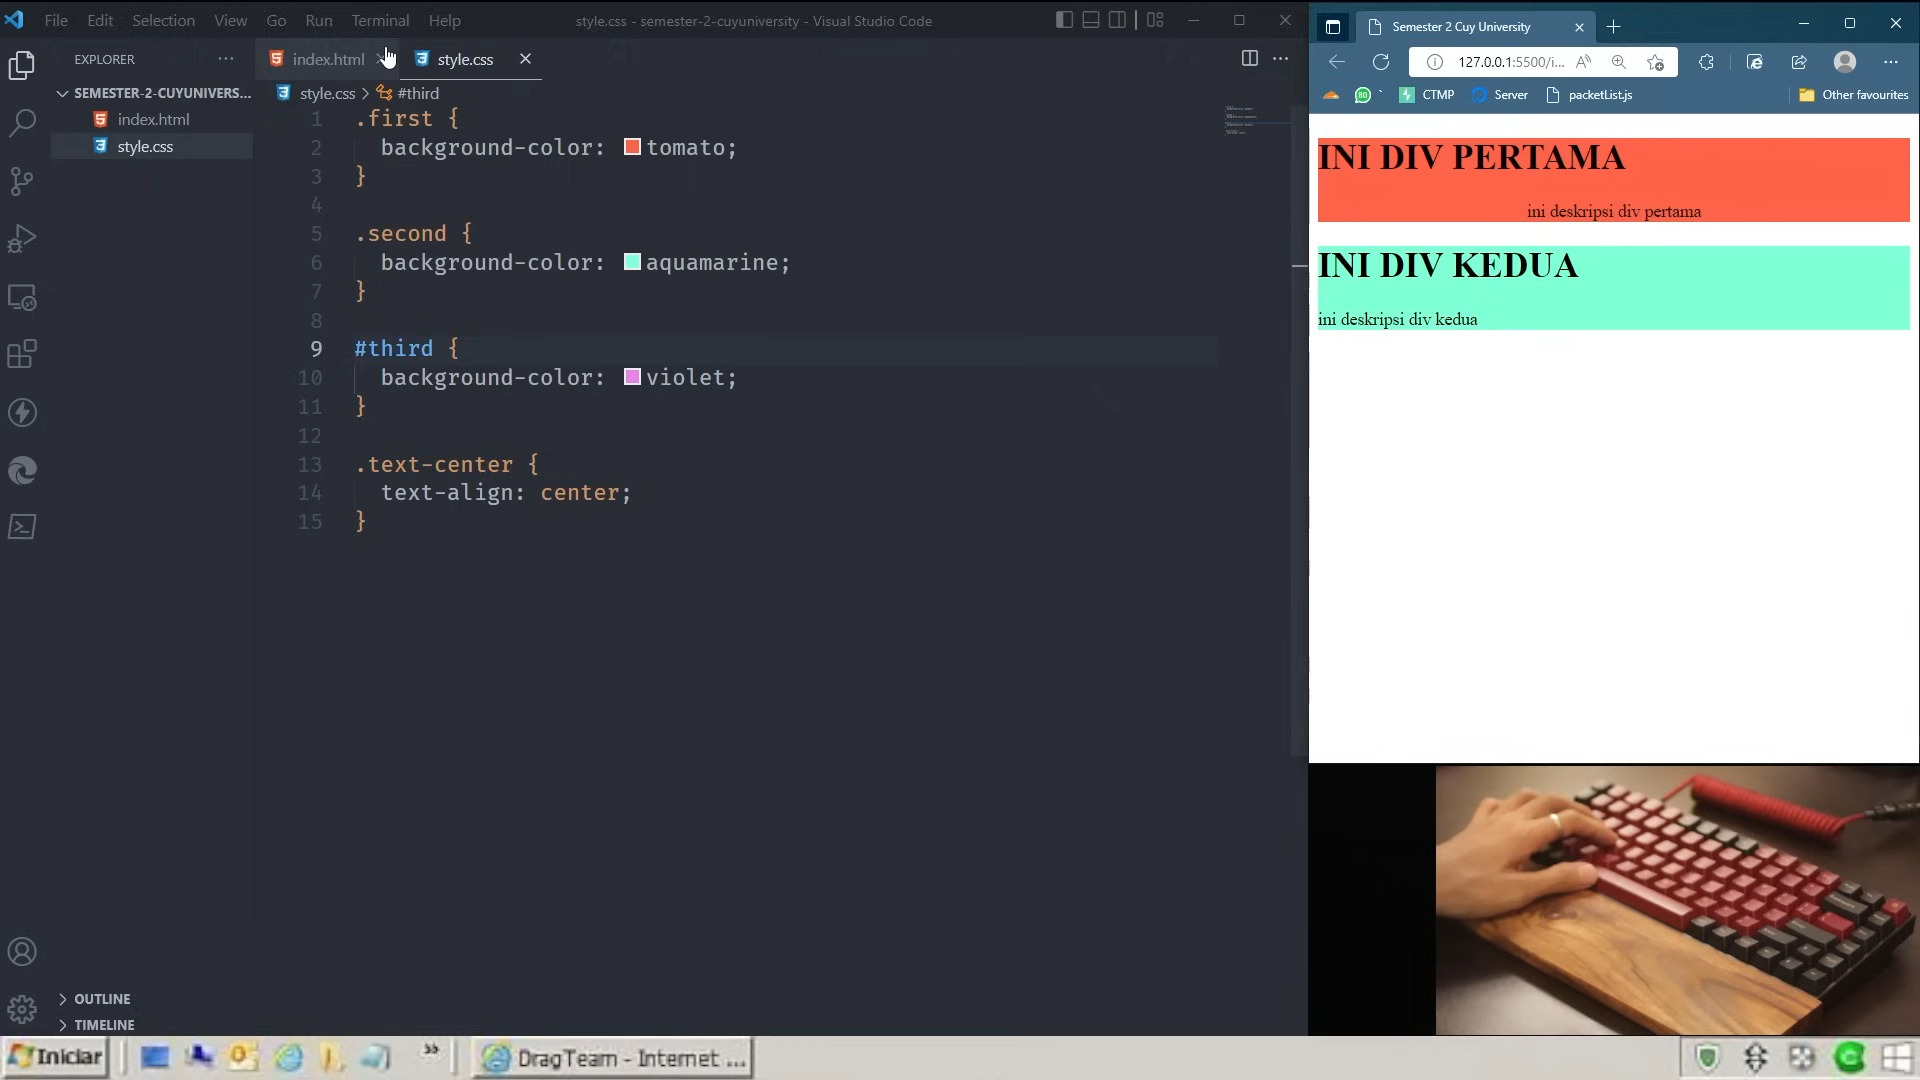 File Edit Selection View Go Run Terminal Help
style.css - semester-2-cuyuniversity - Visual Studio Code
EXPLORER
SEMESTER-2-CUYUNIVERS...
index.html
style.css
index.html
style.css
style.css > #third
1 .first {
2 background-color: tomato;
3 }
4
5 .second {
6 background-color: aquamarine;
7 }
8
9 #third {
10 background-color: violet;
11 }
12
13 .text-center {
14 text-align: center;
15 }
OUTLINE
TIMELINE
Semester 2 Cuy University
127.0.0.1:5500/i...
80
CTMP
Server
packetList.js
Other favourites
INI DIV PERTAMA
ini deskripsi div pertama
INI DIV KEDUA
ini deskripsi div kedua
Iniciar
DragTeam - Internet ...